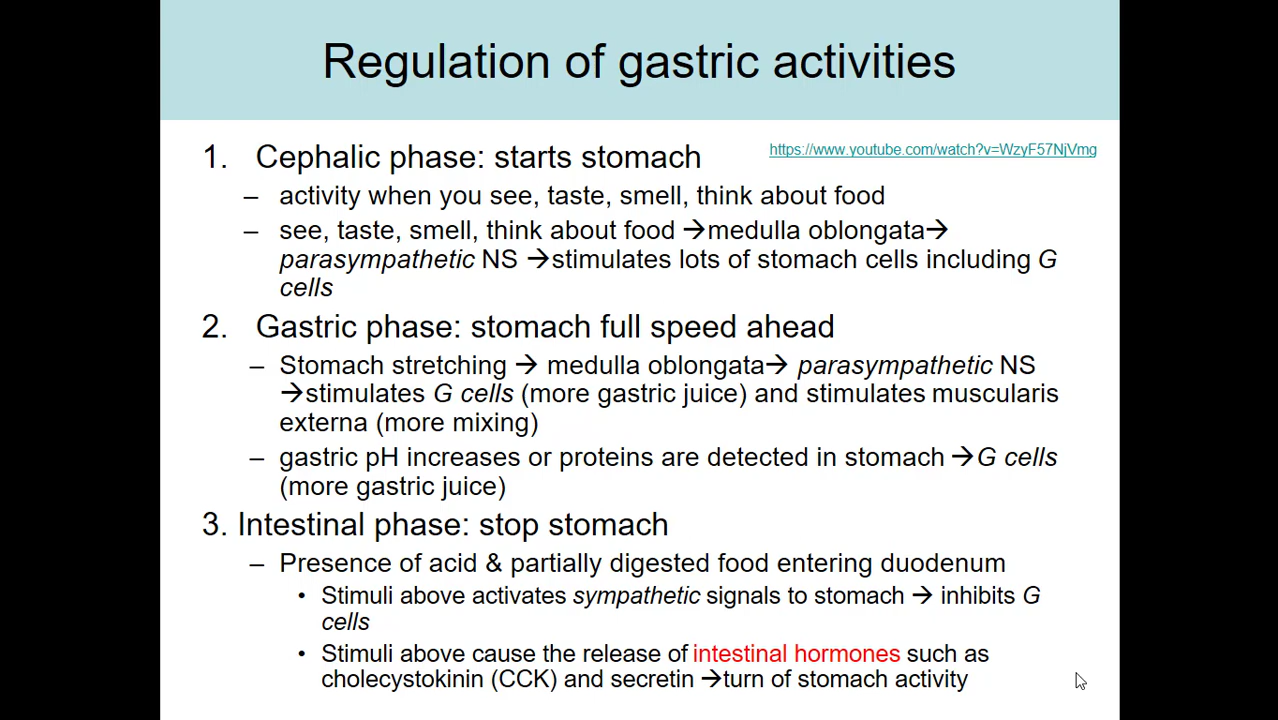 Regulation of gastric activities
1. Cephalic phase: starts stomach
https://www.youtube.com/watch?v=WzyF57NjVmg
– activity when you see, taste, smell, think about food
– see, taste, smell, think about food →medulla oblongata→
parasympathetic NS →stimulates lots of stomach cells including G
cells
2. Gastric phase: stomach full speed ahead
– Stomach stretching → medulla oblongata→ parasympathetic NS
→stimulates G cells (more gastric juice) and stimulates muscularis
externa (more mixing)
– gastric pH increases or proteins are detected in stomach →G cells
(more gastric juice)
3. Intestinal phase: stop stomach
– Presence of acid & partially digested food entering duodenum
• Stimuli above activates sympathetic signals to stomach → inhibits G
cells
• Stimuli above cause the release of intestinal hormones such as
cholecystokinin (CCK) and secretin →turn of stomach activity